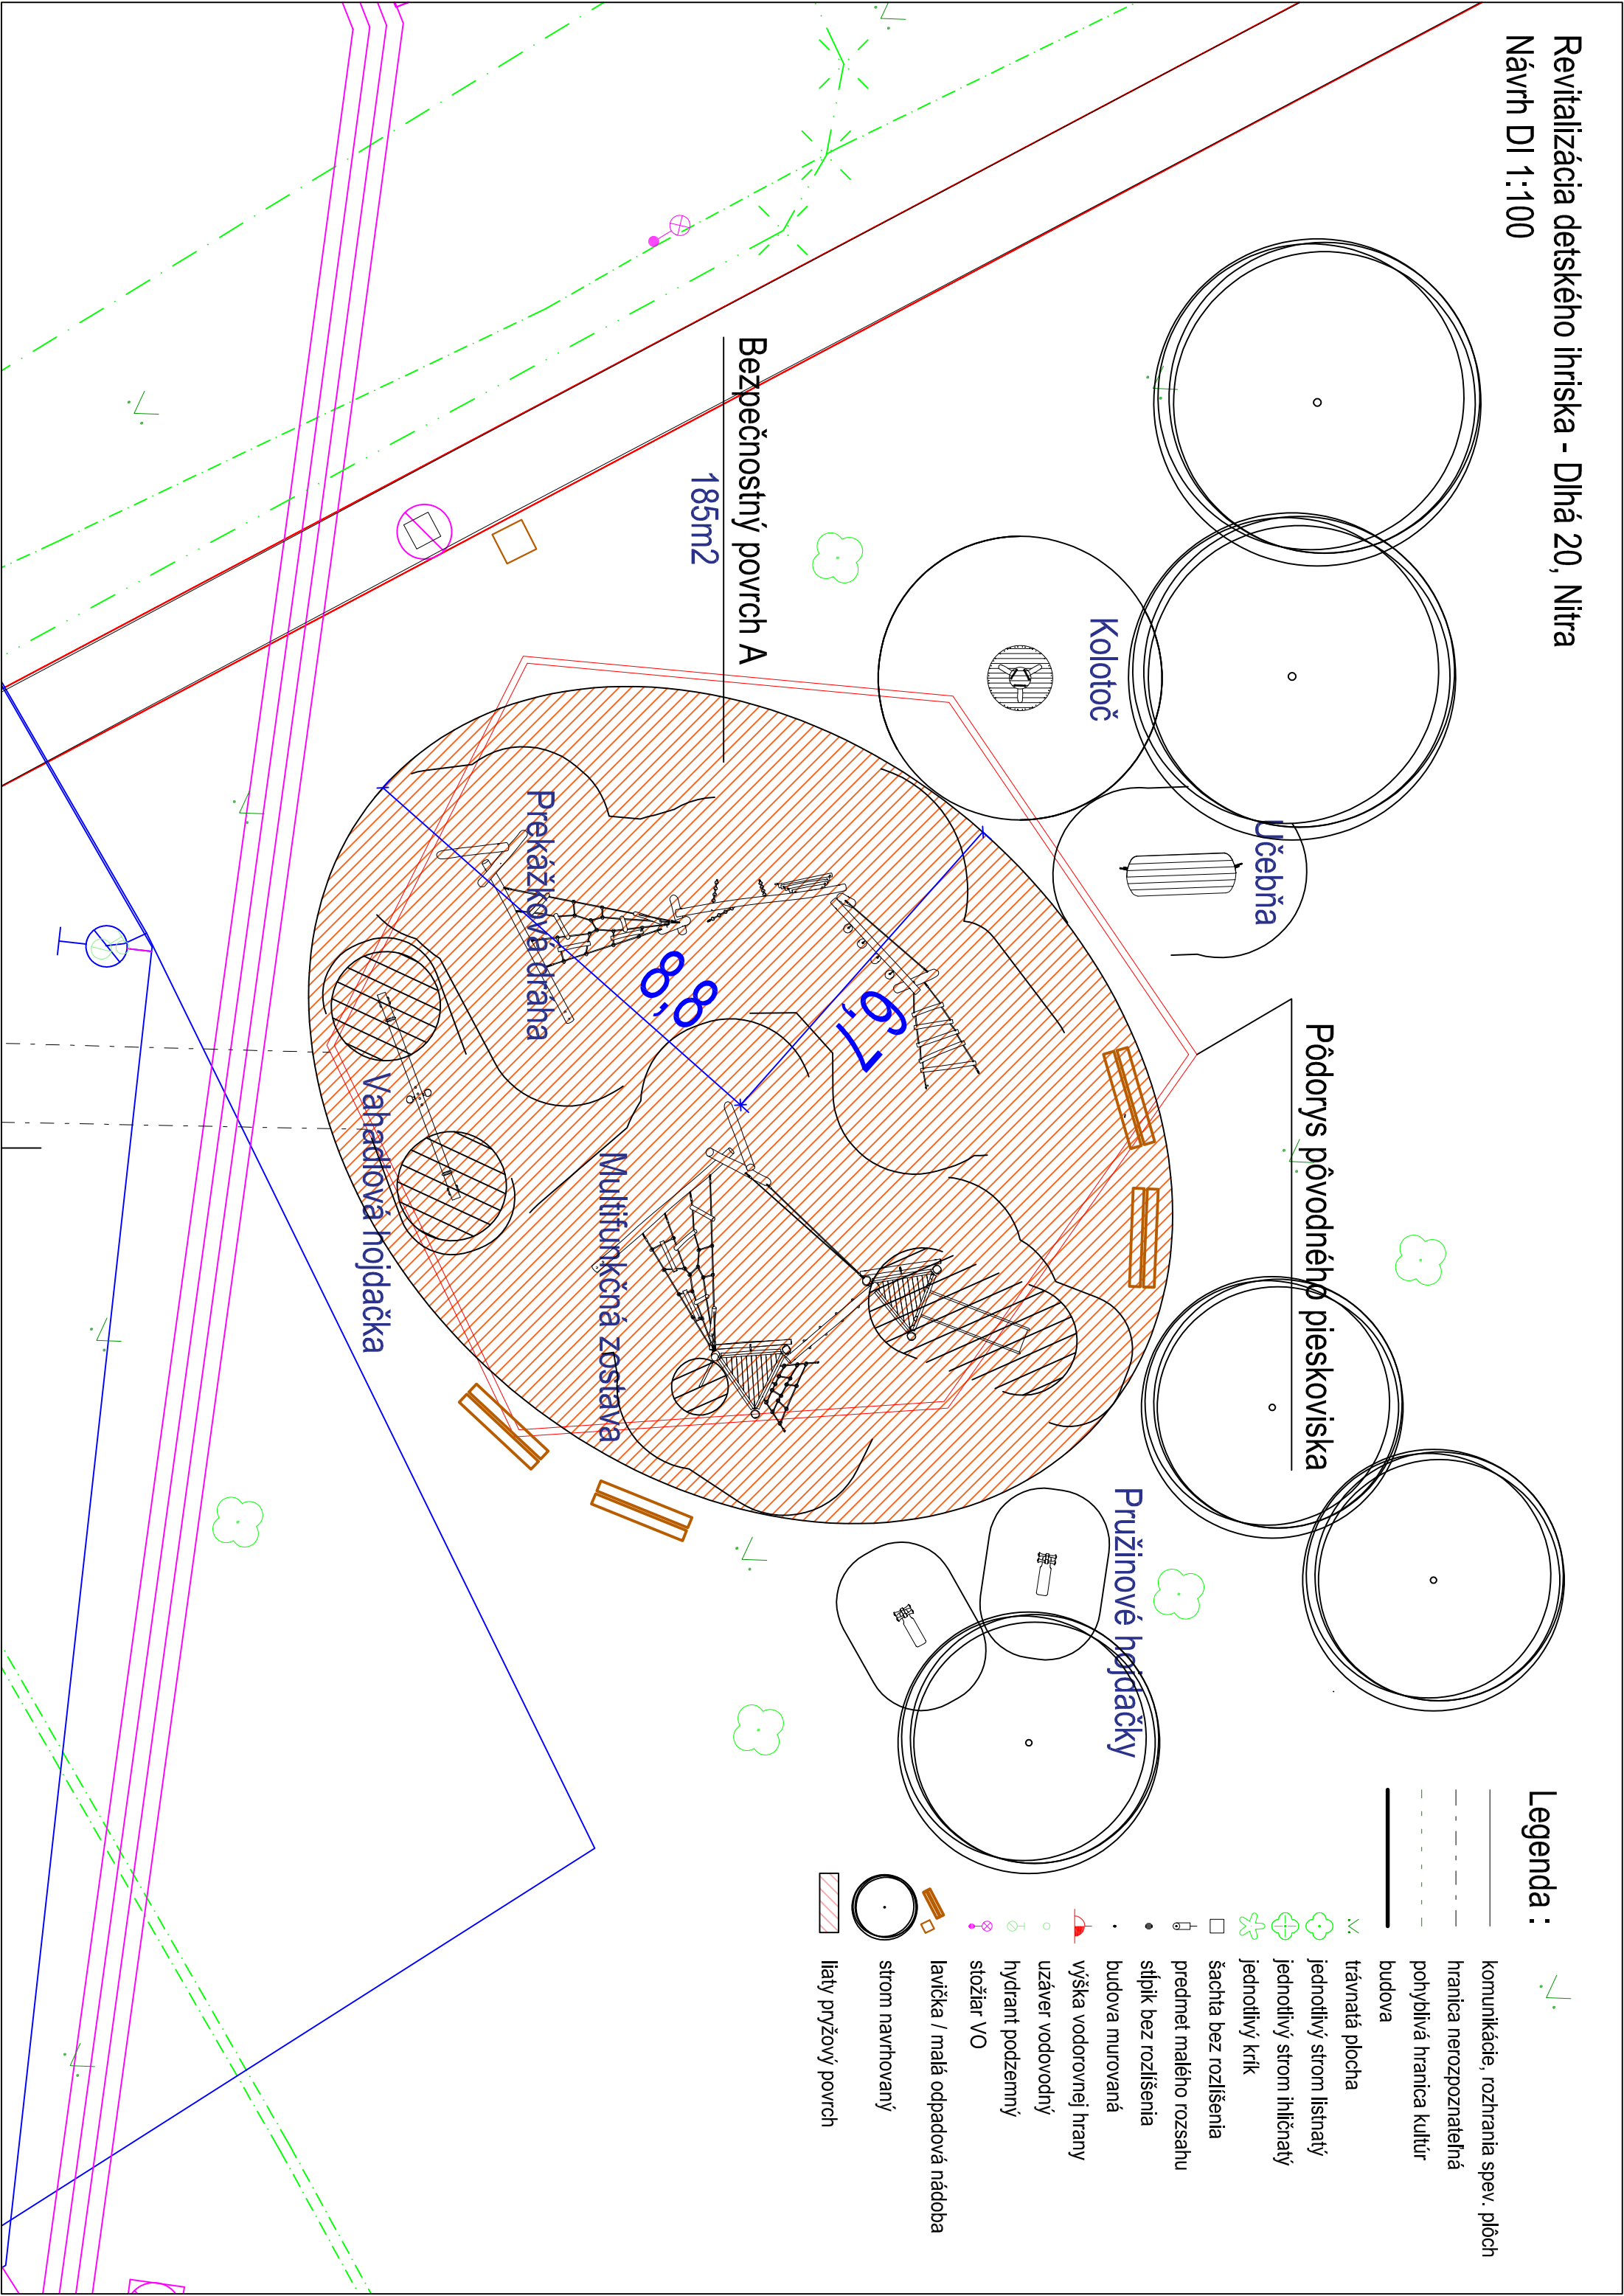 Revitalizácia detského ihriska - Dlhá 20, Nitra
Návrh DI 1:100
Legenda :
komunikácie, rozhrania spev. plôch
hranica nerozpoznateľná
pohyblivá hranica kultúr
budova
trávnatá plocha
jednotlivý strom listnatý
jednotlivý strom ihličnatý
jednotlivý krík
šachta bez rozlíšenia
predmet malého rozsahu
stĺpik bez rozlíšenia
budova murovaná
výška vodorovnej hrany
uzáver vodovodný
hydrant podzemný
stožiar VO
lavička / malá odpadová nádoba
strom navrhovaný
liaty pryžový povrch
Pôdorys pôvodného pieskoviska
Učebňa
Kolotoč
Pružinové hojdačky
Bezpečnostný povrch A
185m2
6,7
8,8
Multifunkčná zostava
Prekážková dráha
Vahadlová hojdačka